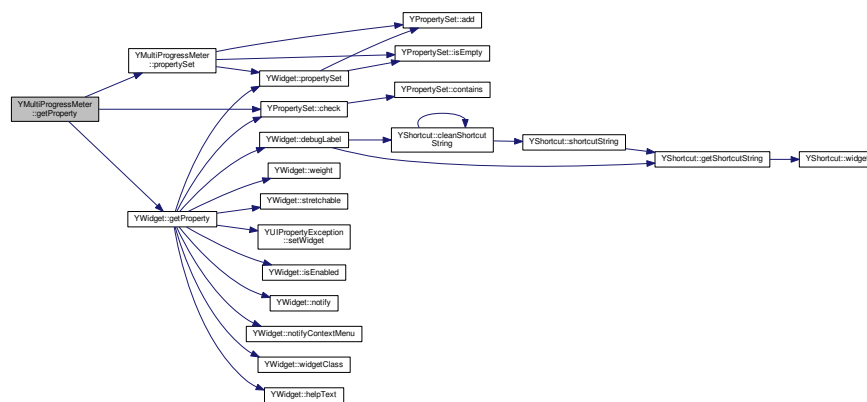 YPropertySet::add
YMultiProgressMeter
::propertySet
YPropertySet::isEmpty
YWidget::propertySet
YPropertySet::contains
YMultiProgressMeter
::getProperty
YPropertySet::check
YWidget::debugLabel
YShortcut::cleanShortcut
String
YShortcut::shortcutString
YShortcut::getShortcutString
YShortcut::widget
YWidget::weight
YWidget::stretchable
YWidget::getProperty
YUIPropertyException
::setWidget
YWidget::isEnabled
YWidget::notify
YWidget::notifyContextMenu
YWidget::widgetClass
YWidget::helpText